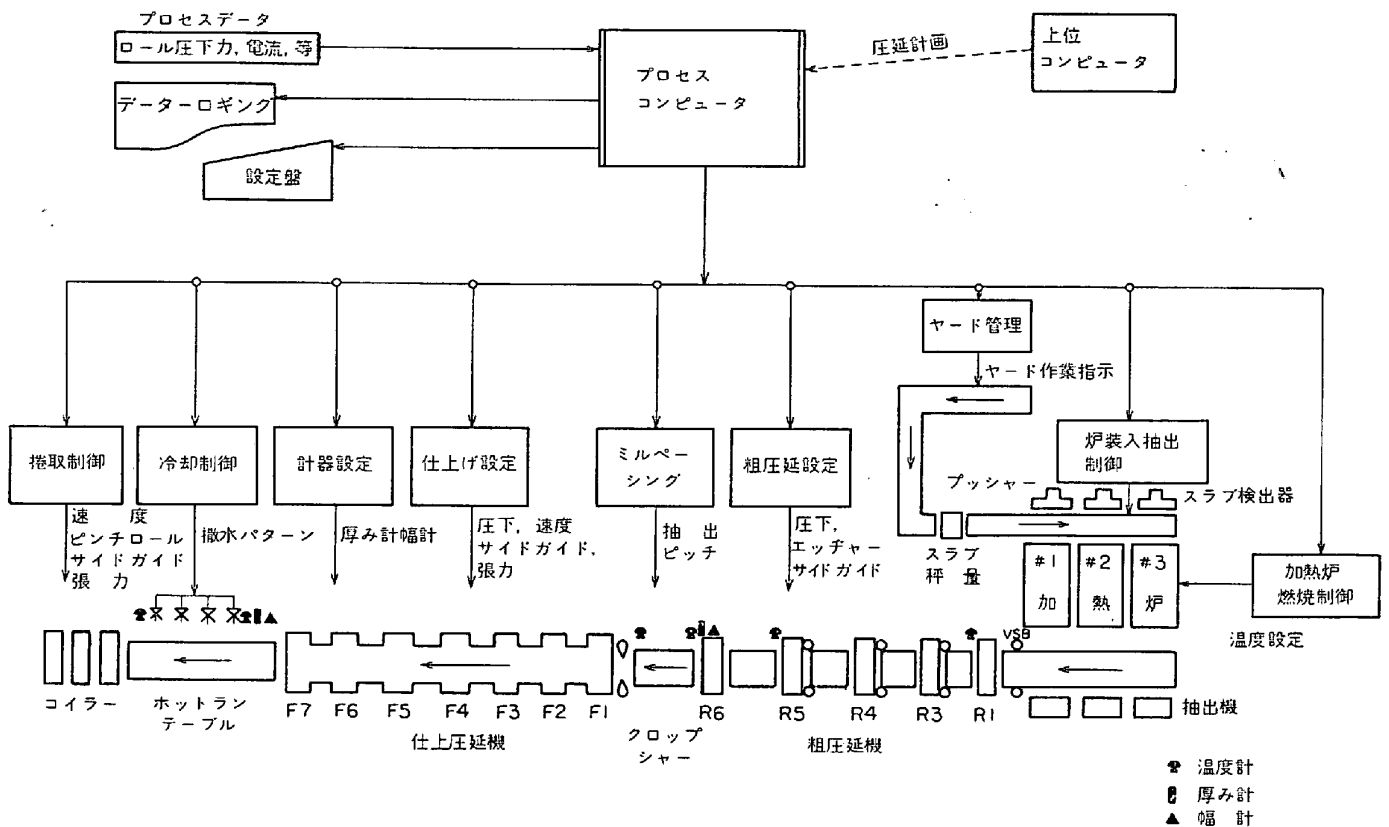 プロセスデータ
ロール圧下力,電流,等
データーロギング
設定盤
プロセス
コンピュータ
圧延計画
上位
コンピュータ
ヤード管理
ヤード作業指示
捲取制御
冷却制御
計器設定
仕上げ設定
ミルペー
シング
粗圧延設定
炉装入抽出
制御
プッシャー
スラブ検出器
速 度
ピンチロール
サイドガイド
張力
撒水パターン
厚み計幅計
圧下,速度
サイドガイド,
張力
抽 出
ピッチ
圧下,
エッチャー
サイドガイド
スラブ
秤 量
#1
加
#2
熱
#3
炉
加熱炉
燃焼制御
温度設定
VSB
コイラー
ホットラン
テーブル
F7
F6
F5
F4
F3
F2
F1
仕上圧延機
クロップ
シャー
R6
R5
R4
R3
R1
粗圧延機
抽出機
温度計
厚み計
幅 計